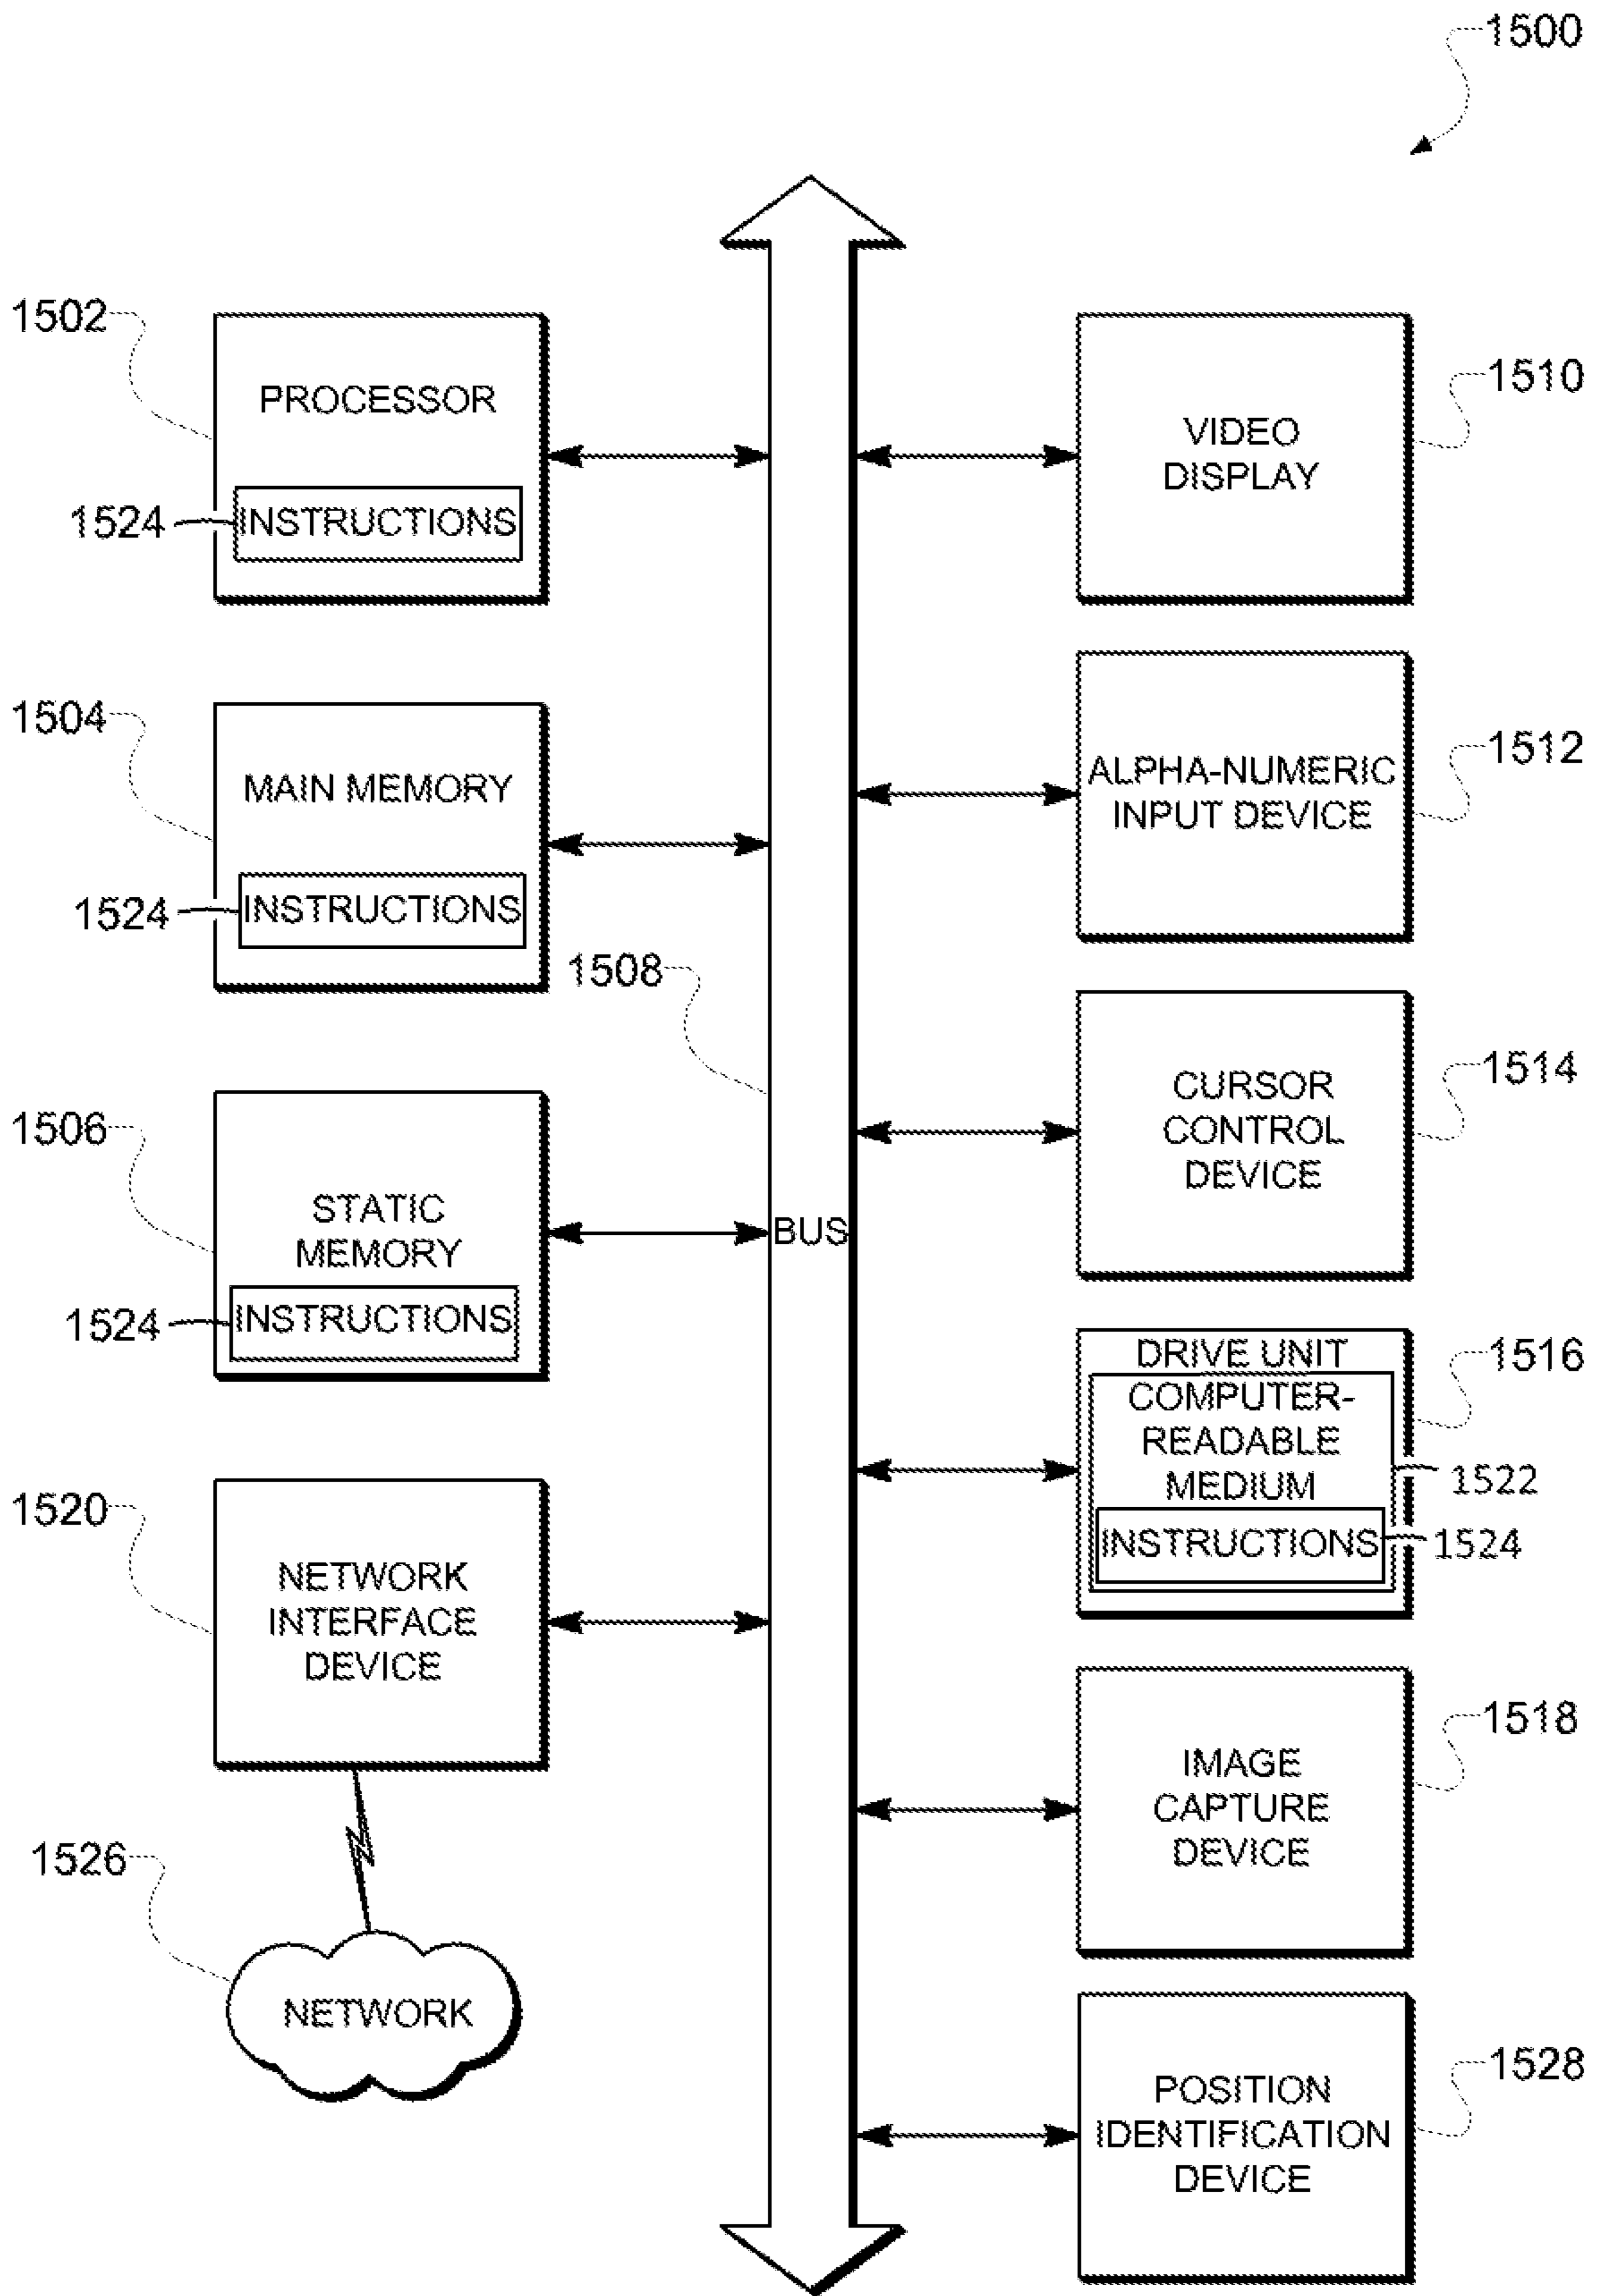 1500
1502
PROCESSOR
1524
INSTRUCTIONS
1504
MAIN MEMORY
1524
INSTRUCTIONS
1508
1506
STATIC
MEMORY
1524
INSTRUCTIONS
BUS
1520
NETWORK
INTERFACE
DEVICE
1526
NETWORK
1510
VIDEO
DISPLAY
1512
ALPHA-NUMERIC
INPUT DEVICE
1514
CURSOR
CONTROL
DEVICE
1516
DRIVE UNIT
COMPUTER-
READABLE
MEDIUM
1522
INSTRUCTIONS
1524
1518
IMAGE
CAPTURE
DEVICE
1528
POSITION
IDENTIFICATION
DEVICE